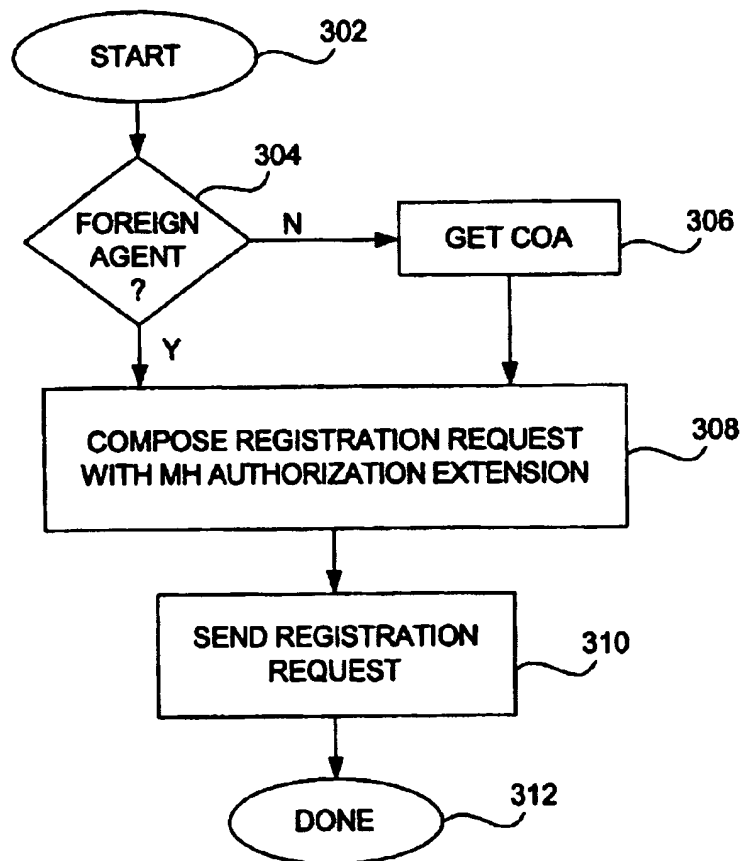 START
302
304
FOREIGN
AGENT
?
N
GET COA
306
Y
COMPOSE REGISTRATION REQUEST
WITH MH AUTHORIZATION EXTENSION
308
SEND REGISTRATION
REQUEST
310
DONE
312